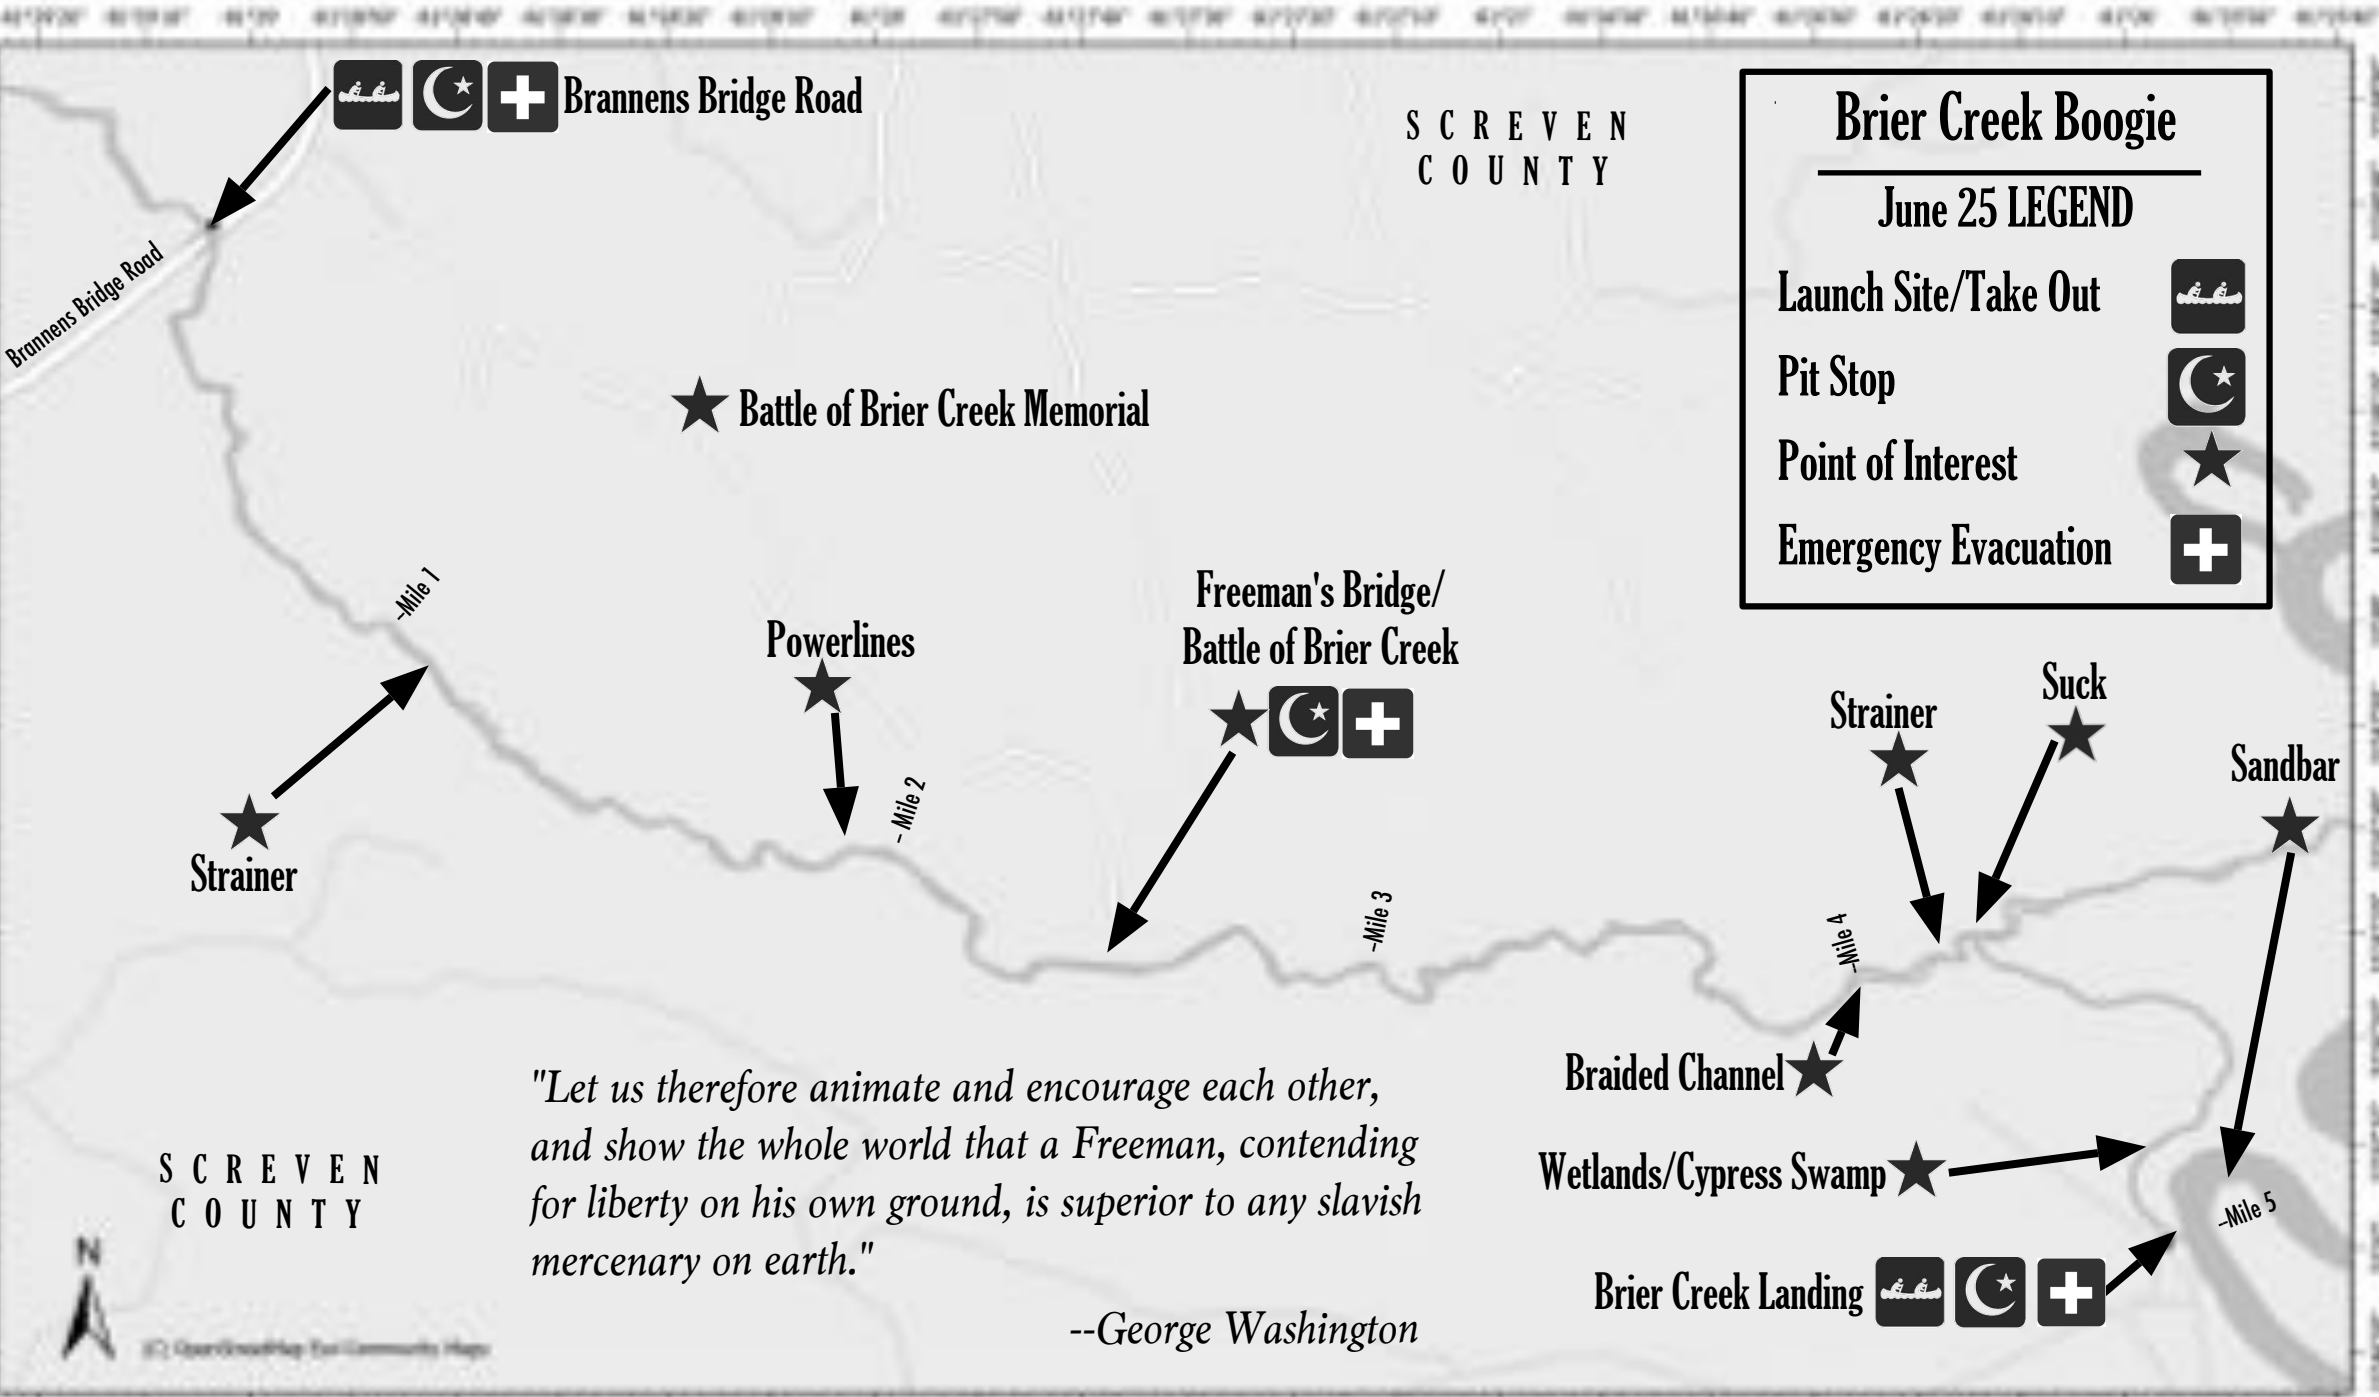 Brannens Bridge Road
SCREVEN
COUNTY
Brier Creek Boogie
June 25 LEGEND
Launch Site/Take Out
Pit Stop
Point of Interest
Emergency Evacuation
Brannens Bridge Road
Battle of Brier Creek Memorial
–Mile 1
Freeman's Bridge/
Battle of Brier Creek
Powerlines
Suck
Strainer
Sandbar
– Mile 2
Strainer
–Mile 3
–Mile 4
Braided Channel
"Let us therefore animate and encourage each other,
and show the whole world that a Freeman, contending
for liberty on his own ground, is superior to any slavish
mercenary on earth."
--George Washington
Wetlands/Cypress Swamp
–Mile 5
SCREVEN
COUNTY
Brier Creek Landing
N
(C) OpenStreetMap Esri Community Maps